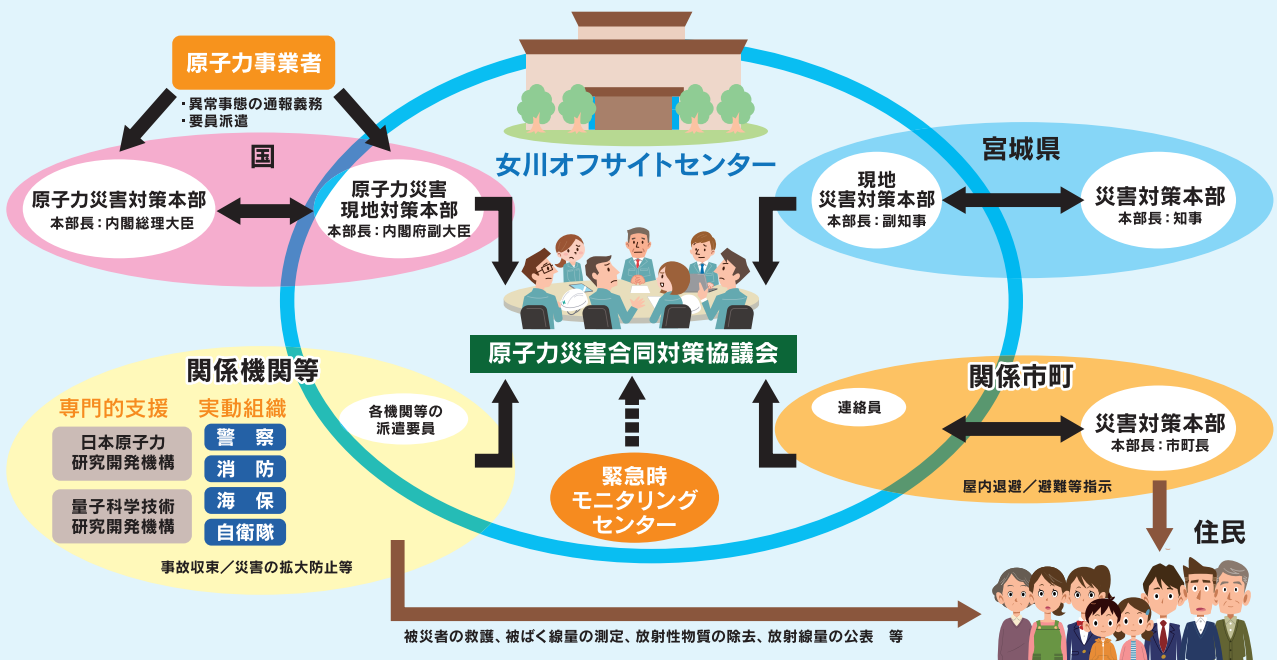 原子力事業者
・異常事態の通報義務
・要員派遣
国
原子力災害対策本部
本部長：内閣総理大臣
原子力災害
現地対策本部
本部長：内閣府副大臣
女川オフサイトセンター
宮城県
現地
災害対策本部
本部長：副知事
災害対策本部
本部長：知事
原子力災害合同対策協議会
関係機関等
専門的支援
実動組織
日本原子力
研究開発機構
量子科学技術
研究開発機構
警　察
消　防
海　保
自衛隊
各機関等の
派遣要員
事故収束／災害の拡大防止等
緊急時
モニタリング
センター
関係市町
連絡員
災害対策本部
本部長：市町長
屋内退避／避難等指示
住民
被災者の救護、被ばく線量の測定、放射性物質の除去、放射線量の公表　等